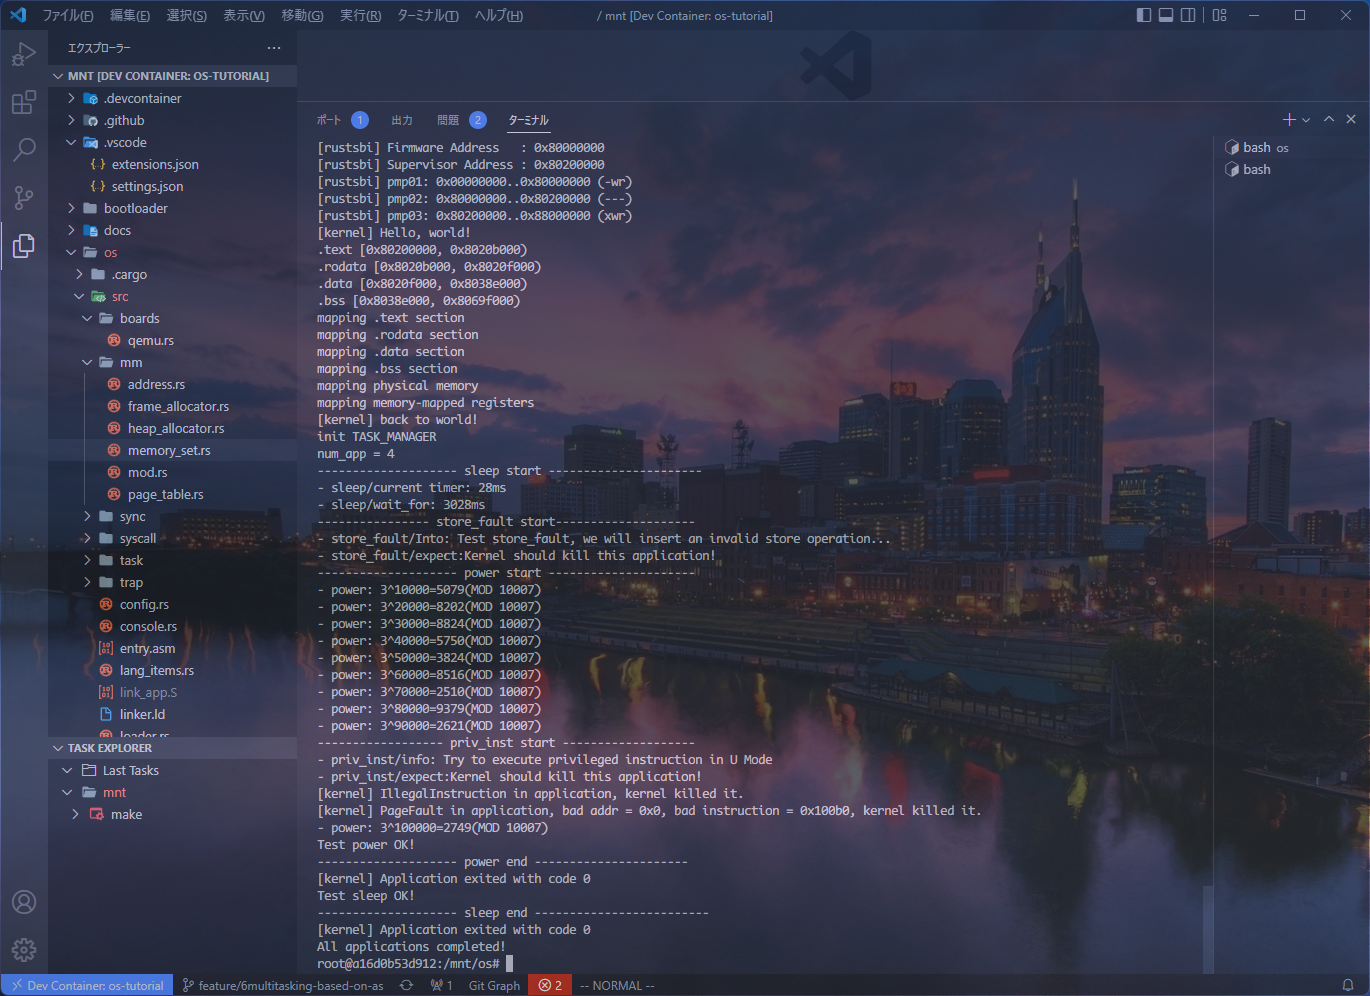 ファイル(F) 編集(E) 選択(S) 表示(V) 移動(G) 実行(R) ターミナル(T) ヘルプ(H) / mnt [Dev Container: os-tutorial]
エクスプローラー ...
MNT [DEV CONTAINER: OS-TUTORIAL]
.devcontainer
.github
.vscode
extensions.json
settings.json
bootloader
docs
os
.cargo
src
boards
qemu.rs
mm
address.rs
frame_allocator.rs
heap_allocator.rs
memory_set.rs
mod.rs
page_table.rs
sync
syscall
task
trap
config.rs
console.rs
entry.asm
lang_items.rs
link_app.S
linker.ld
loader.rs
TASK EXPLORER
Last Tasks
mnt
make
ポート 1 出力 問題 2 ターミナル
[rustsbi] Firmware Address   : 0x80000000
[rustsbi] Supervisor Address : 0x80200000
[rustsbi] pmp01: 0x00000000..0x80000000 (-wr)
[rustsbi] pmp02: 0x80000000..0x80200000 (---)
[rustsbi] pmp03: 0x80200000..0x88000000 (xwr)
[kernel] Hello, world!
.text [0x80200000, 0x8020b000)
.rodata [0x8020b000, 0x8020f000)
.data [0x8020f000, 0x8038e000)
.bss [0x8038e000, 0x8069f000)
mapping .text section
mapping .rodata section
mapping .data section
mapping .bss section
mapping physical memory
mapping memory-mapped registers
[kernel] back to world!
init TASK_MANAGER
num_app = 4
-------------------- sleep start ----------------------
- sleep/current timer: 28ms
- sleep/wait_for: 3028ms
---------------- store_fault start--------------------
- store_fault/Into: Test store_fault, we will insert an invalid store operation...
- store_fault/expect:Kernel should kill this application!
-------------------- power start ---------------------
- power: 3^10000=5079(MOD 10007)
- power: 3^20000=8202(MOD 10007)
- power: 3^30000=8824(MOD 10007)
- power: 3^40000=5750(MOD 10007)
- power: 3^50000=3824(MOD 10007)
- power: 3^60000=8516(MOD 10007)
- power: 3^70000=2510(MOD 10007)
- power: 3^80000=9379(MOD 10007)
- power: 3^90000=2621(MOD 10007)
------------------ priv_inst start -------------------
- priv_inst/info: Try to execute privileged instruction in U Mode
- priv_inst/expect:Kernel should kill this application!
[kernel] IllegalInstruction in application, kernel killed it.
[kernel] PageFault in application, bad addr = 0x0, bad instruction = 0x100b0, kernel killed it.
- power: 3^100000=2749(MOD 10007)
Test power OK!
-------------------- power end ----------------------
[kernel] Application exited with code 0
Test sleep OK!
-------------------- sleep end -------------------------
[kernel] Application exited with code 0
All applications completed!
root@a16d0b53d912:/mnt/os#
bash os
bash
Dev Container: os-tutorial feature/6multitasking-based-on-as 1 Git Graph 2 -- NORMAL --